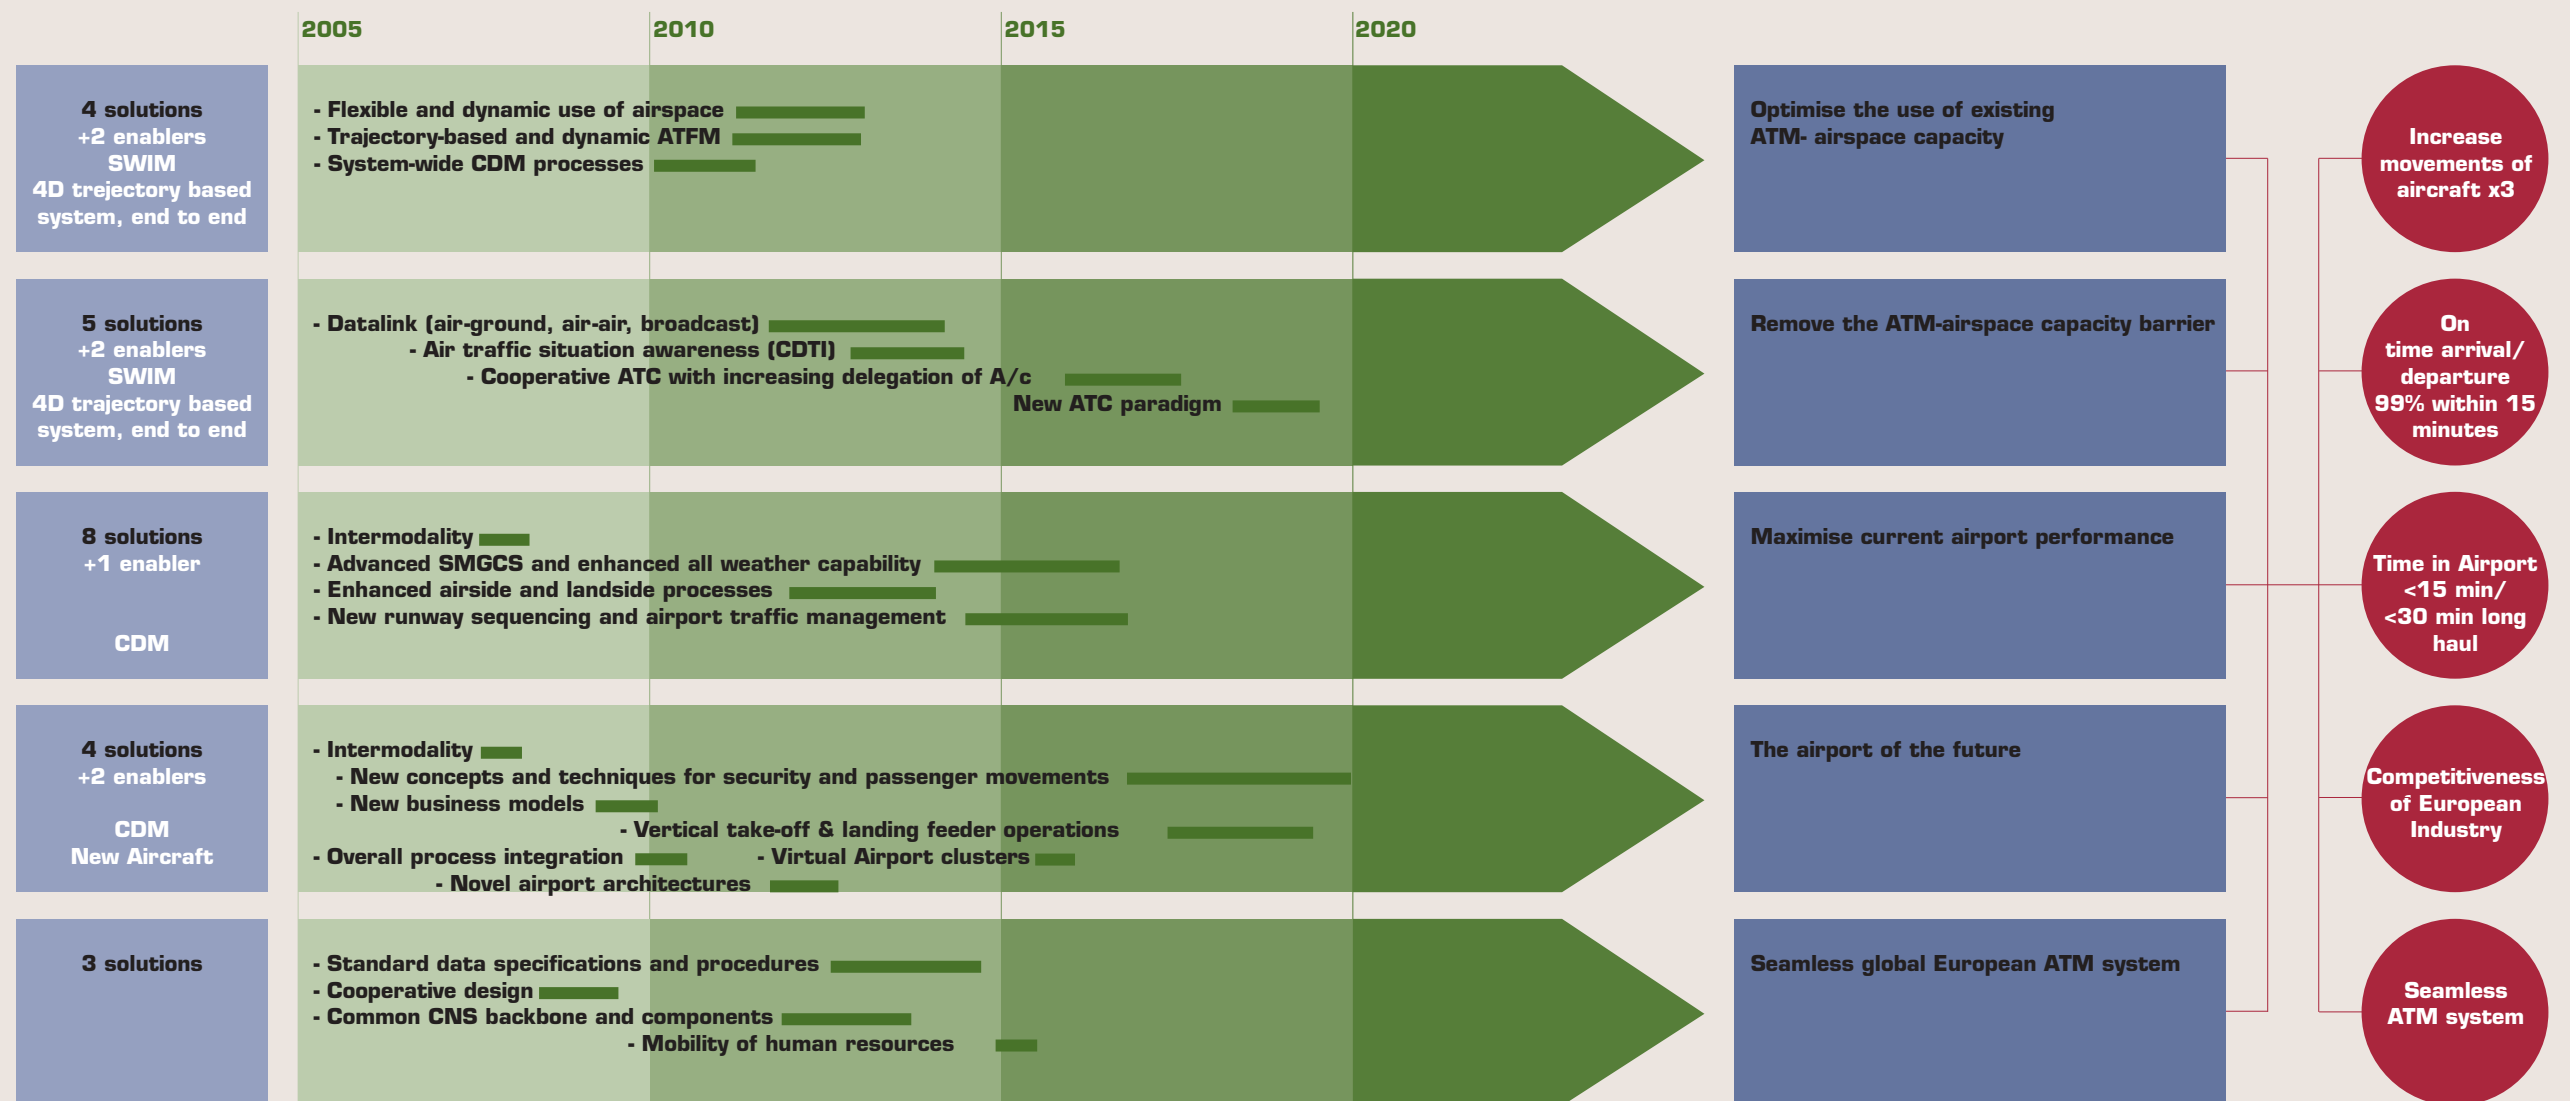 2005
2010
2015
2020
4 solutions
+2 enablers
SWIM
4D trejectory based
system, end to end
- Flexible and dynamic use of airspace
- Trajectory-based and dynamic ATFM
- System-wide CDM processes
Optimise the use of existing
ATM- airspace capacity
Increase
movements of
aircraft x3
5 solutions
+2 enablers
SWIM
4D trajectory based
system, end to end
- Datalink (air-ground, air-air, broadcast)
- Air traffic situation awareness (CDTI)
- Cooperative ATC with increasing delegation of A/c
New ATC paradigm
Remove the ATM-airspace capacity barrier
On
time arrival/
departure
99% within 15
minutes
8 solutions
+1 enabler
CDM
- Intermodality
- Advanced SMGCS and enhanced all weather capability
- Enhanced airside and landside processes
- New runway sequencing and airport traffic management
Maximise current airport performance
Time in Airport
<15 min/
<30 min long
haul
4 solutions
+2 enablers
CDM
New Aircraft
- Intermodality
- New concepts and techniques for security and passenger movements
- New business models
- Vertical take-off & landing feeder operations
- Overall process integration
- Virtual Airport clusters
- Novel airport architectures
The airport of the future
Competitiveness
of European
Industry
3 solutions
- Standard data specifications and procedures
- Cooperative design
- Common CNS backbone and components
- Mobility of human resources
Seamless global European ATM system
Seamless
ATM system